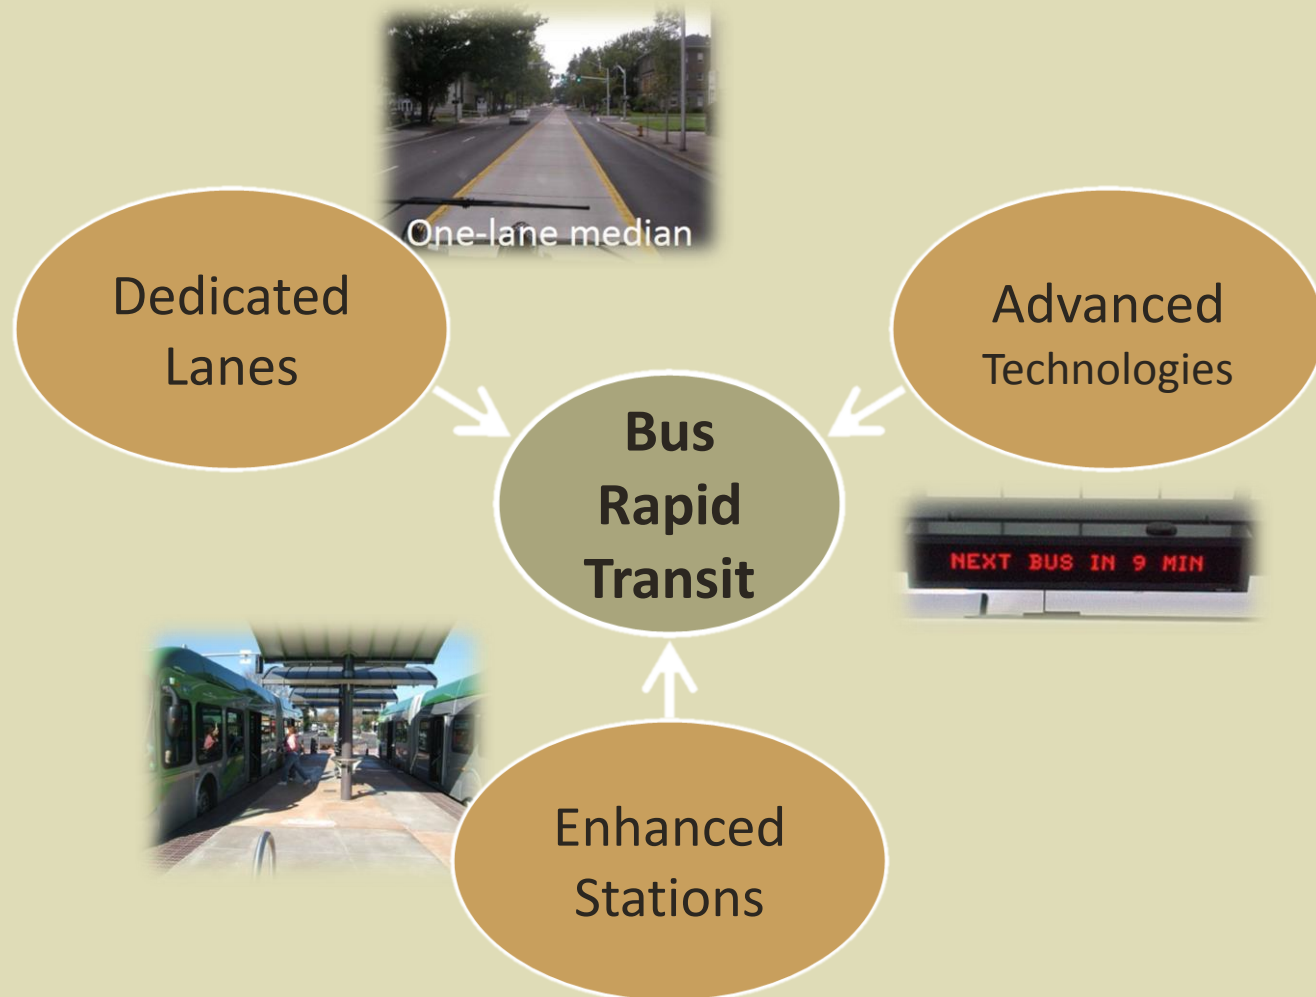 One-lane median
Dedicated
Lanes
Advanced
Technologies
Bus
Rapid
Transit
NEXT BUS IN 9 MIN
Enhanced
Stations